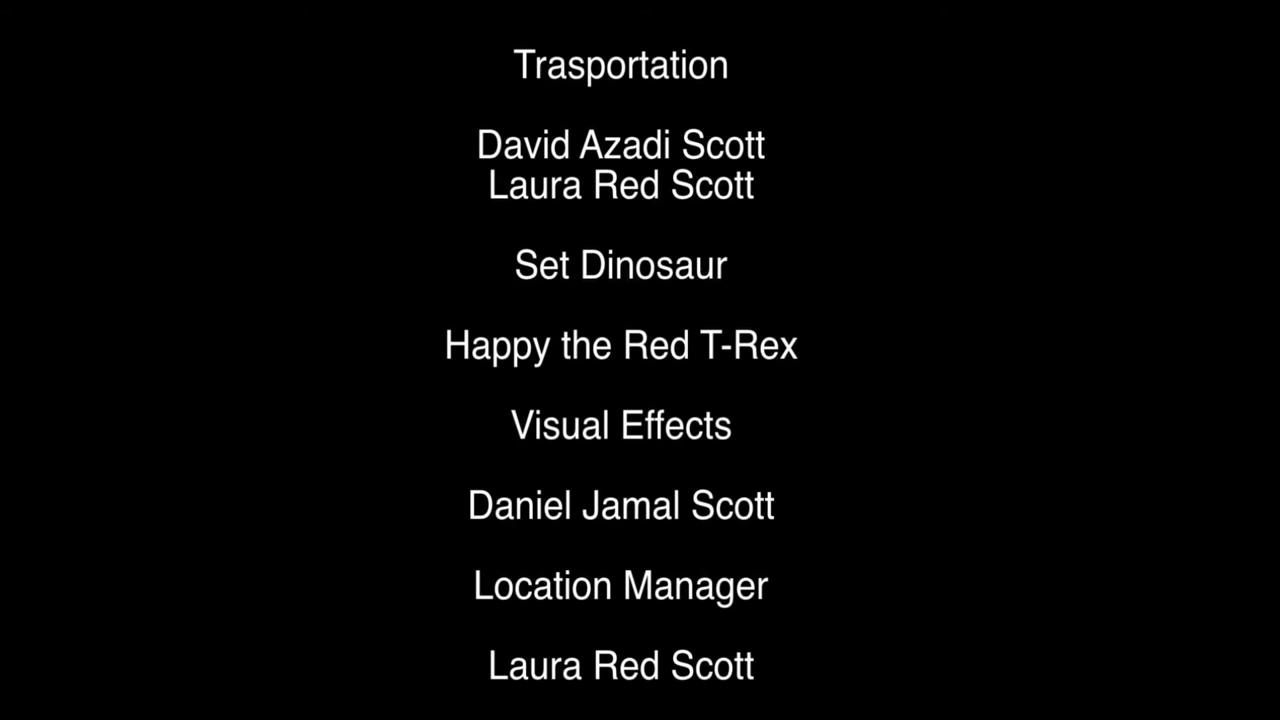 Trasportation
David Azadi Scott
Laura Red Scott
Set Dinosaur
Happy the Red T-Rex
Visual Effects
Daniel Jamal Scott
Location Manager
Laura Red Scott